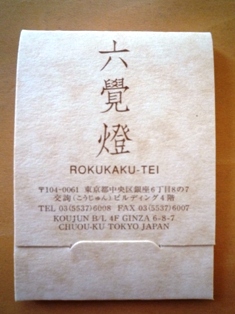 六覺燈
ROKUKAKU-TEI
〒104-0061 東京都中央区銀座6丁目8の7
交詢(こうじゅん)ビルディング4階
TEL 03(5537)6008 FAX 03(5537)6007
KOUJUN B/L 4F GINZA 6-8-7
CHUOU-KU TOKYO JAPAN